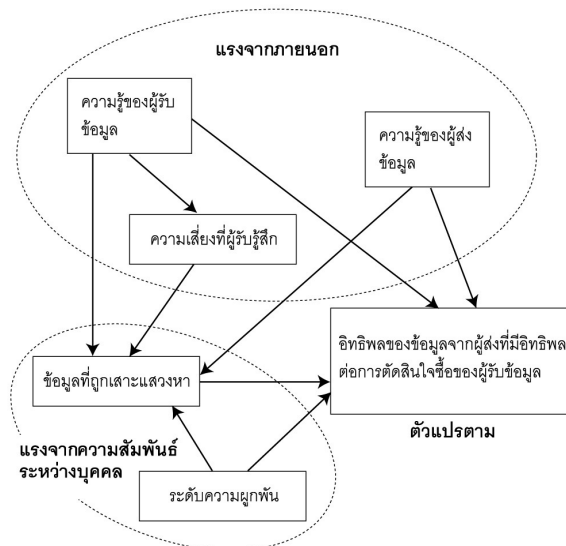 แรงจากภายนอก
ความรู้ของผู้รับ
ข้อมูล
ความรู้ของผู้ส่ง
ข้อมูล
ความเสี่ยงที่ผู้รับรู้สึก
อิทธิพลของข้อมูลจากผู้ส่งที่มีอิทธิพล
ต่อการตัดสินใจซื้อของผู้รับข้อมูล
ข้อมูลที่ถูกเสาะแสวงหา
ตัวแปรตาม
แรงจากความสัมพันธ์
ระหว่างบุคคล
ระดับความผูกพัน